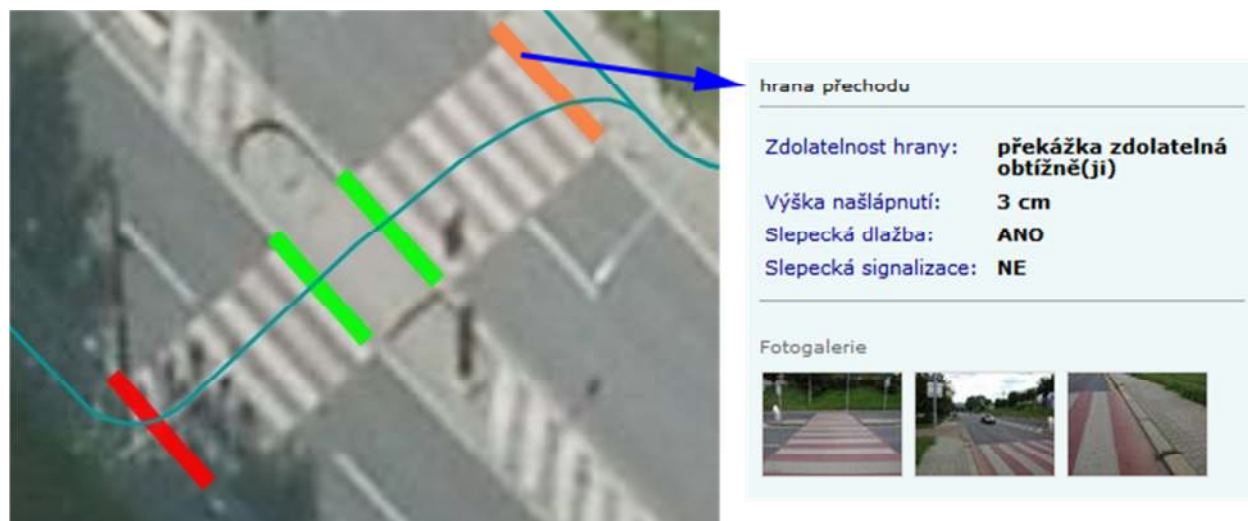 hrana přechodu
Zdolatelnost hrany: překážka zdolatelná
obtížně(ji)
Výška našlápnutí: 3 cm
Slepecká dlažba: ANO
Slepecká signalizace: NE
Fotogalerie